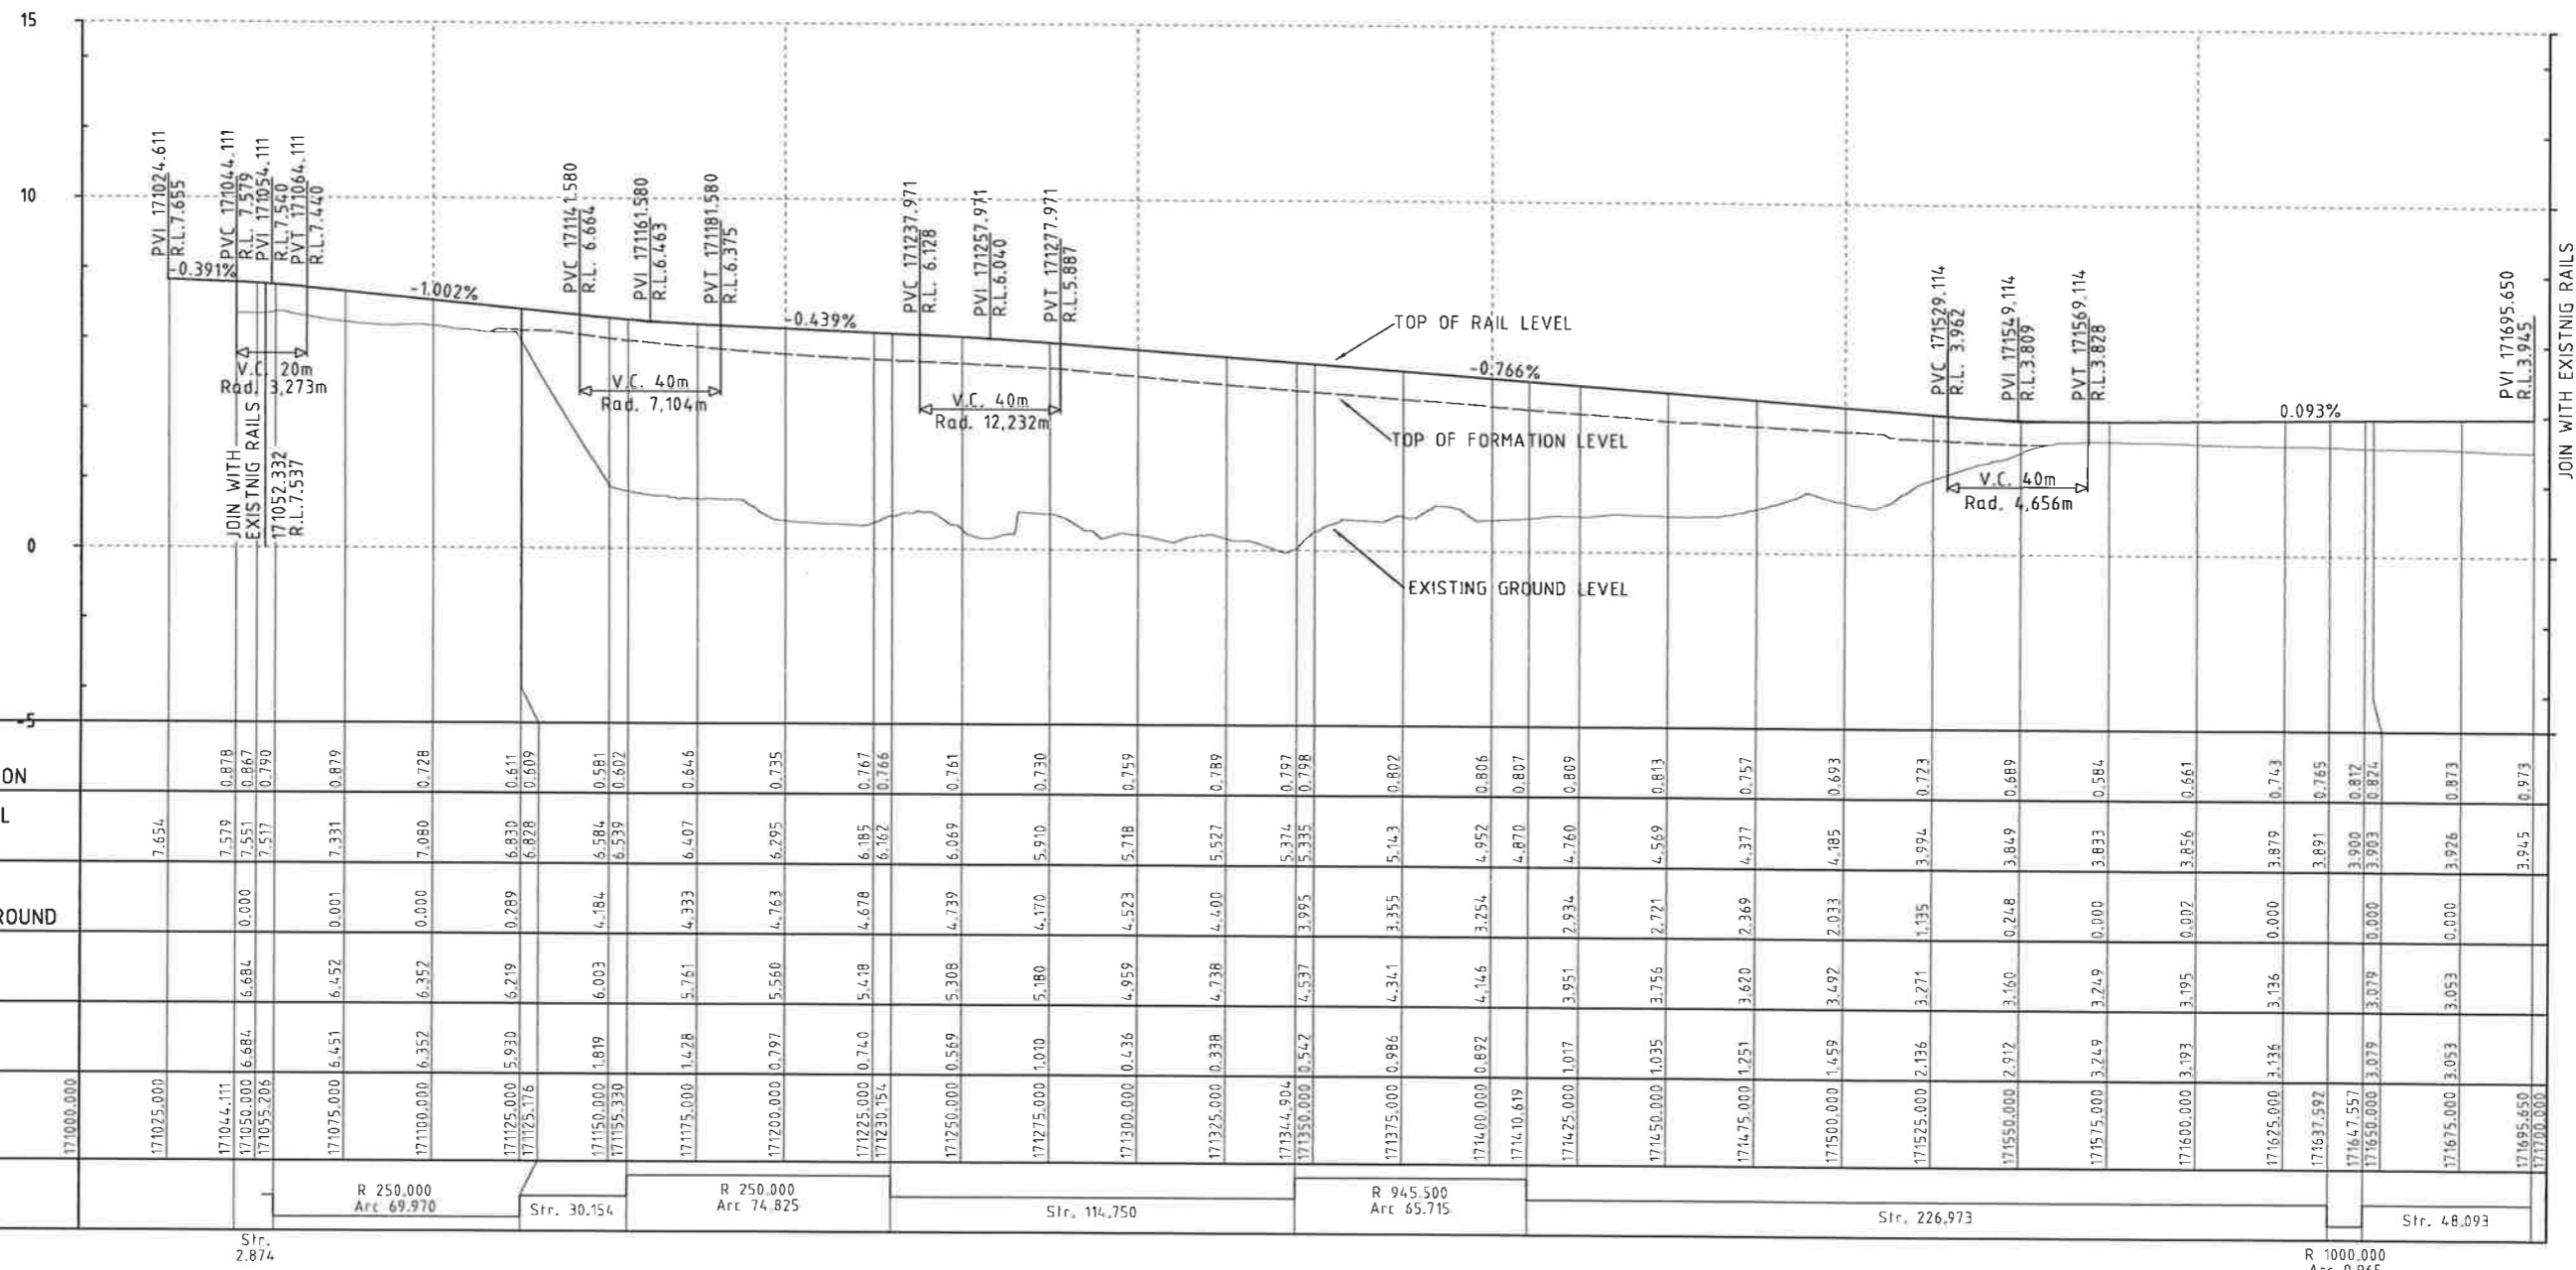 15
10
0
-5
PVI 171024.611
R.L.7.655
PVC 171044.111
R.L. 7.579
PVI 171054.111
R.L.7.540
PVT 171064.111
R.L.7.440
PVC 171141.580
R.L. 6.664
PVI 171161.580
R.L.6.463
PVT 171181.580
R.L.6.375
PVC 171237.971
R.L. 6.128
PVI 171257.971
R.L.6.040
PVT 171277.971
R.L.5.887
PVC 171529.114
R.L. 3.962
PVI 171549.114
R.L.3.809
PVT 171569.114
R.L.3.828
PVI 171695.650
R.L.3.945
JOIN WITH EXISTNIG RAILS
-0.391%
-1.002%
-0.439%
-0.766%
0.093%
V.C. 20m
Rad. 3,273m
V.C. 40m
Rad. 7,104m
V.C. 40m
Rad. 12,232m
V.C. 40m
Rad. 4,656m
JOIN WITH
EXISTNIG RAILS
171052.332
R.L.7.537
TOP OF RAIL LEVEL
TOP OF FORMATION LEVEL
EXISTING GROUND LEVEL
ON
0.878 0.867 0.790 0.879 0.728 0.611 0.609 0.581 0.602 0.646 0.735 0.767 0.766 0.761 0.730 0.759 0.789 0.797 0.798 0.802 0.806 0.807 0.809 0.813 0.757 0.693 0.723 0.689 0.584 0.661 0.743 0.765 0.812 0.824 0.873 0.973
L
7.654 7.579 7.551 7.517 7.331 7.080 6.830 6.828 6.584 6.539 6.407 6.295 6.185 6.162 6.069 5.910 5.718 5.527 5.374 5.335 5.143 4.952 4.870 4.760 4.569 4.377 4.185 3.994 3.849 3.833 3.856 3.879 3.891 3.900 3.903 3.926 3.945
ROUND
0.000 0.001 0.000 0.289 4.184 4.333 4.763 4.678 4.739 4.170 4.523 4.400 3.995 3.355 3.254 2.934 2.721 2.369 2.033 1.135 0.248 0.000 0.002 0.000 0.000 0.000
6.684 6.452 6.352 6.219 6.003 5.761 5.560 5.418 5.308 5.180 4.959 4.738 4.537 4.341 4.146 3.951 3.756 3.620 3.492 3.271 3.160 3.249 3.195 3.136 3.079 3.053
6.684 6.451 6.352 5.930 1.819 1.428 0.797 0.740 0.569 1.010 0.436 0.338 0.542 0.986 0.892 1.017 1.035 1.251 1.459 2.136 2.912 3.249 3.193 3.136 3.079 3.053
171000.000 171025.000 171044.111 171050.000 171055.206 171075.000 171100.000 171125.000 171125.176 171150.000 171155.330 171175.000 171200.000 171225.000 171230.154 171250.000 171275.000 171300.000 171325.000 171344.904 171350.000 171375.000 171400.000 171410.619 171425.000 171450.000 171475.000 171500.000 171525.000 171550.000 171575.000 171600.000 171625.000 171637.592 171647.557 171650.000 171675.000 171695.650 171700.000
R 250.000
Arc 69.970
Str. 30.154
R 250.000
Arc 74.825
Str. 114.750
R 945.500
Arc 65.715
Str. 226.973
Str. 48.093
Str.
2.874
R 1000.000
Arc 9.965